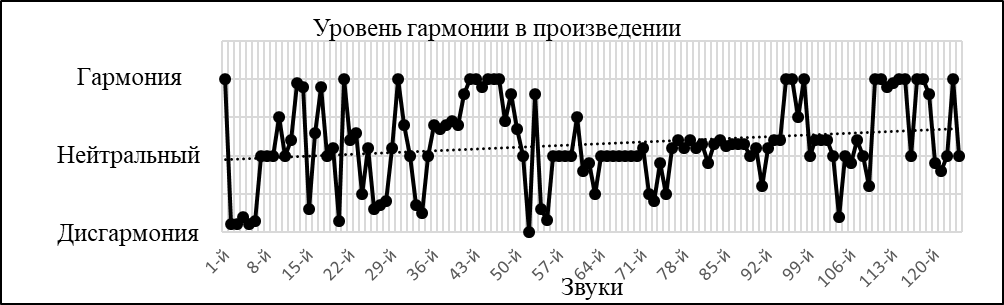 Уровень гармонии в произведении
Гармония
Нейтральный
Дисгармония
1-й 8-й 15-й 22-й 29-й 36-й 43-й 50-й 57-й 64-й 71-й 78-й 85-й 92-й 99-й 106-й 113-й 120-й
Звуки